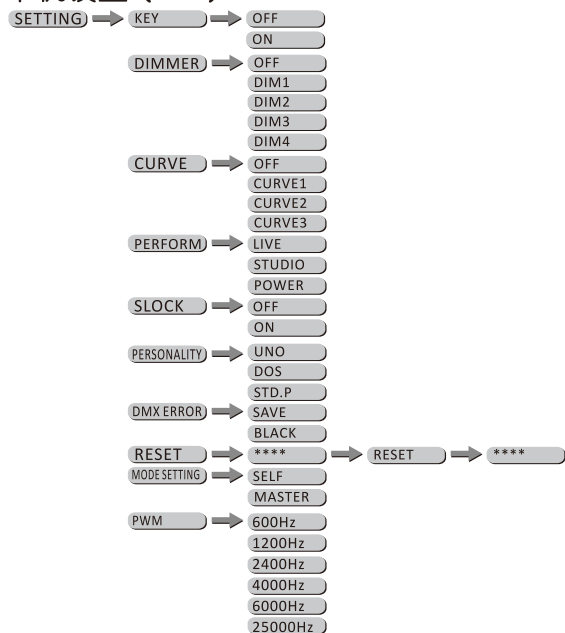 SETTING KEY OFF
ON
DIMMER OFF
DIM1
DIM2
DIM3
DIM4
CURVE OFF
CURVE1
CURVE2
CURVE3
PERFORM LIVE
STUDIO
POWER
SLOCK OFF
ON
PERSONALITY UNO
DOS
STD.P
DMX ERROR SAVE
BLACK
RESET **** RESET ****
MODE SETTING SELF
MASTER
PWM 600Hz
1200Hz
2400Hz
4000Hz
6000Hz
25000Hz